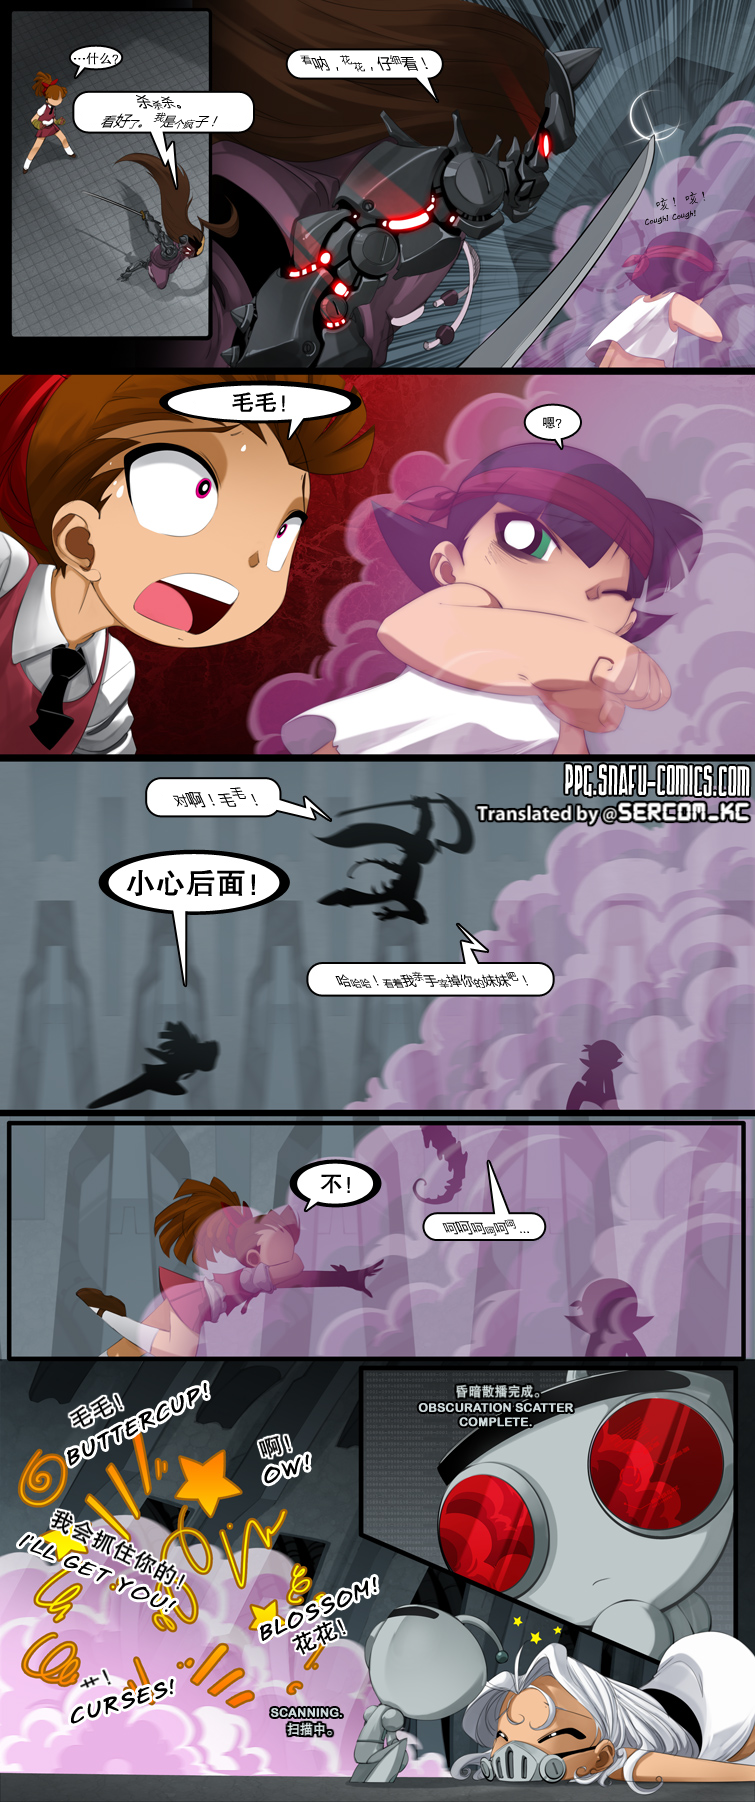 …什么?
杀杀杀。
看好了。我是个疯子！
看呐，花花，仔细看！
咳！咳！
Cough! Cough!
毛毛！
嗯?
PPG.SNAFU-COMICS.COM
Translated by @SERCOM_KC
对啊！毛毛！
小心后面！
哈哈哈！看着我亲手宰掉你的妹妹吧！
不！
呵呵呵呵呵呵…
昏暗散播完成。
OBSCURATION SCATTER
COMPLETE.
毛毛！
BUTTERCUP!
啊！
OW!
我会抓住你的！
I'LL GET YOU!
BLOSSOM!
花花！
艹！
CURSES!
SCANNING.
扫描中。